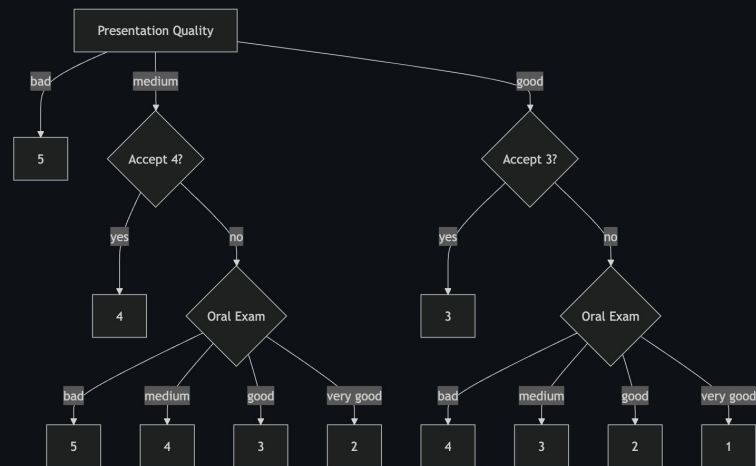 Presentation Quality
bad
medium
good
5
Accept 4?
Accept 3?
yes
no
yes
no
4
Oral Exam
3
Oral Exam
bad
medium
good
very good
bad
medium
good
very good
5
4
3
2
4
3
2
1